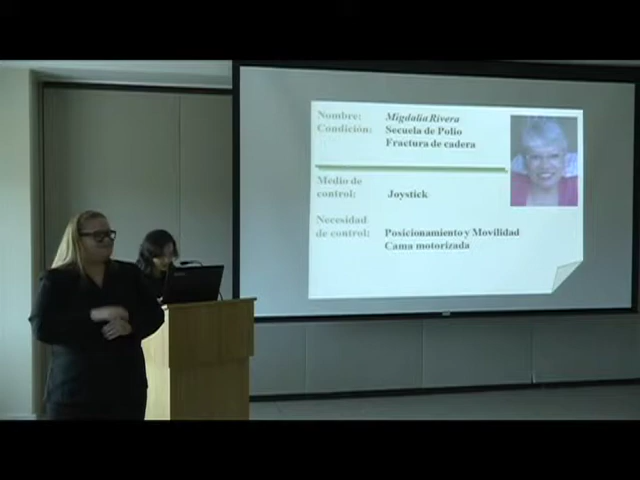 Nombre: Migdalia Rivera
Condición: Secuela de Polio
Fractura de cadera
Medio de
control: Joystick
Necesidad
de control: Posicionamiento y Movilidad
Cama motorizada